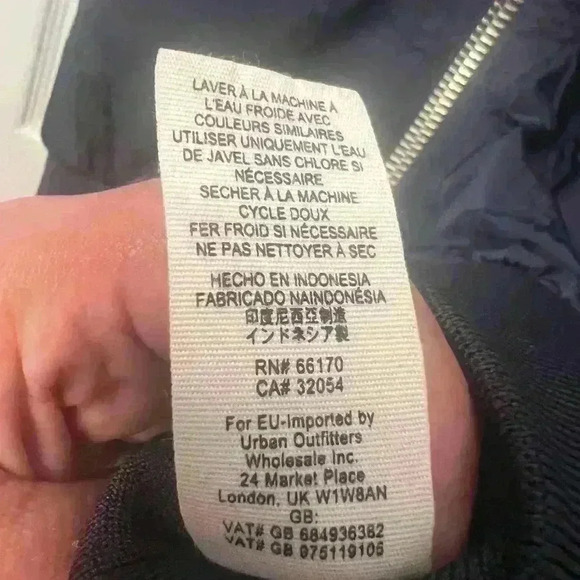 LAVER À LA MACHINE À
L'EAU FROIDE AVEC
COULEURS SIMILAIRES
UTILISER UNIQUEMENT L'EAU
DE JAVEL SANS CHLORE SI
NÉCESSAIRE
SECHER À LA MACHINE
CYCLE DOUX
FER FROID SI NÉCESSAIRE
NE PAS NETTOYER À SEC
HECHO EN INDONESIA
FABRICADO NAINDONÉSIA
印度尼西亞制造
インドネシア製
RN# 66170
CA# 32054
For EU-Imported by
Urban Outfitters
Wholesale Inc.
24 Market Place
London, UK W1W8AN
GB:
VAT# GB 684936382
VAT# GB 975119106